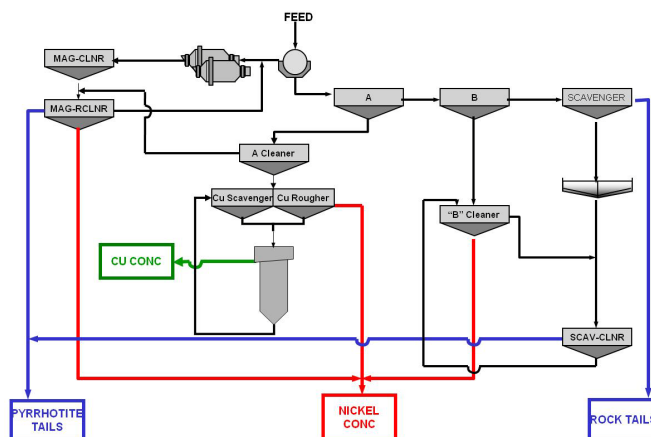 FEED
MAG-CLNR
MAG-RCLNR
A
B
SCAVENGER
A Cleaner
Cu Scavenger
Cu Rougher
"B" Cleaner
CU CONC
SCAV-CLNR
PYRRHOTITE
TAILS
NICKEL
CONC
ROCK TAILS